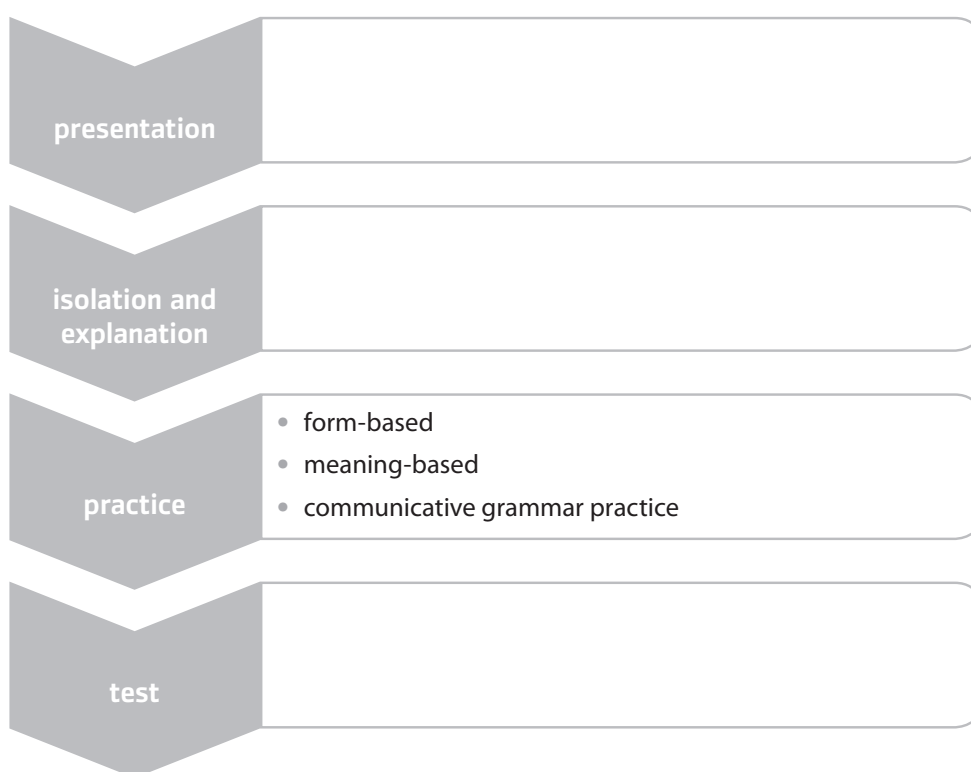 presentation
isolation and
explanation
• form-based
• meaning-based
practice
• communicative grammar practice
test